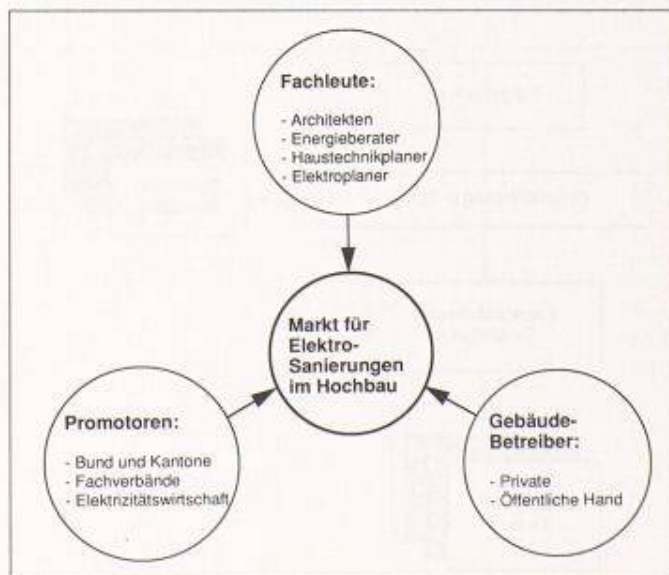 Fachleute:
- Architekten
- Energieberater
- Haustechnikplaner
- Elektroplaner
Markt für
Elektro-
Sanierungen
im Hochbau
Promotoren:
- Bund und Kantone
- Fachverbände
- Elektrizitätswirtschaft
Gebäude-
Betreiber:
- Private
- Öffentliche Hand